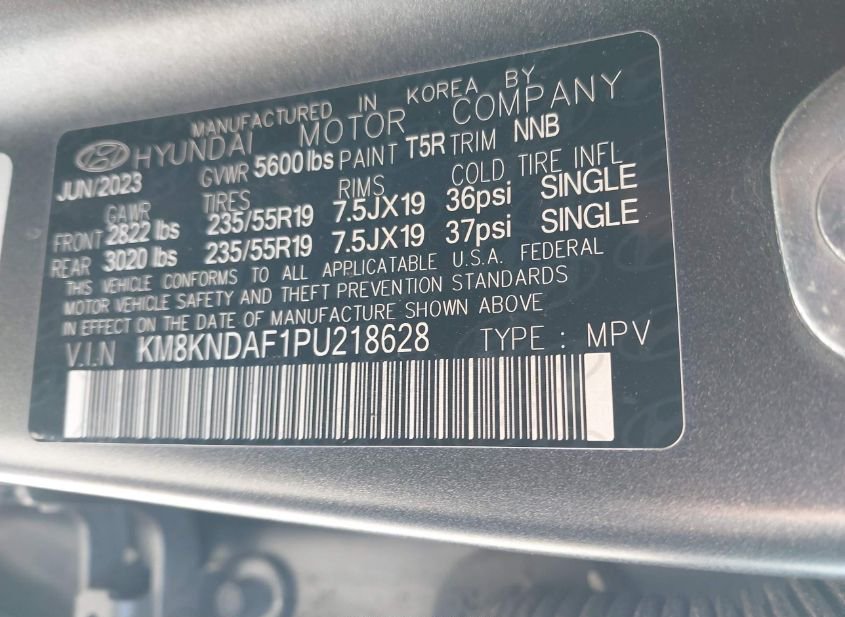 MANUFACTURED IN KOREA BY
HYUNDAI MOTOR COMPANY
JUN/2023 GVWR 5600 lbs PAINT T5R TRIM NNB
GAWR TIRES RIMS COLD TIRE INFL
FRONT 2822 lbs 235/55R19 7.5JX19 36psi SINGLE
REAR 3020 lbs 235/55R19 7.5JX19 37psi SINGLE
THIS VEHICLE CONFORMS TO ALL APPLICATABLE U.S.A. FEDERAL
MOTOR VEHICLE SAFETY AND THEFT PREVENTION STANDARDS
IN EFFECT ON THE DATE OF MANUFACTURE SHOWN ABOVE
V.I.N KM8KNDAF1PU218628 TYPE : MPV